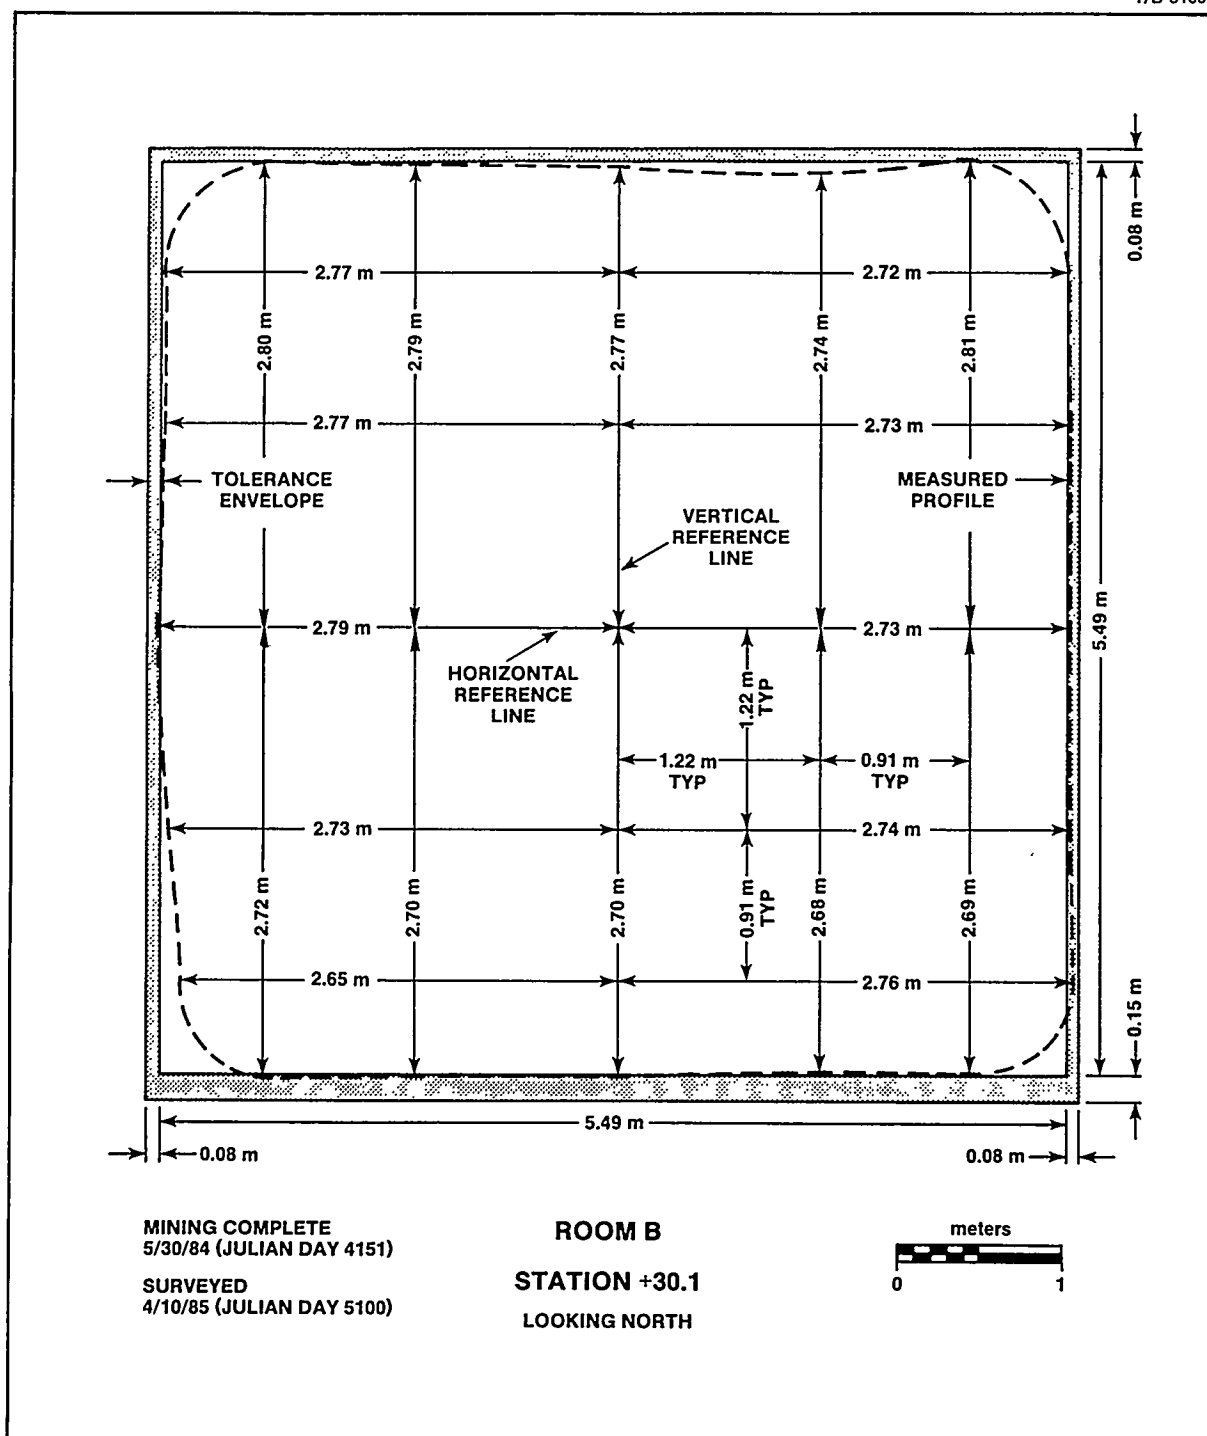 0.08 m
2.77 m
2.72 m
2.80 m
2.79 m
2.77 m
2.74 m
2.81 m
2.77 m
2.73 m
TOLERANCE
ENVELOPE
MEASURED
PROFILE
VERTICAL
REFERENCE
LINE
5.49 m
2.79 m
2.73 m
HORIZONTAL
REFERENCE
LINE
1.22 m
TYP
1.22 m
TYP
0.91 m
TYP
2.73 m
2.74 m
2.72 m
2.70 m
2.70 m
0.91 m
TYP
2.68 m
2.69 m
2.65 m
2.76 m
0.15 m
5.49 m
0.08 m
0.08 m
MINING COMPLETE
5/30/84 (JULIAN DAY 4151)
SURVEYED
4/10/85 (JULIAN DAY 5100)
ROOM B
STATION +30.1
LOOKING NORTH
meters
0 1